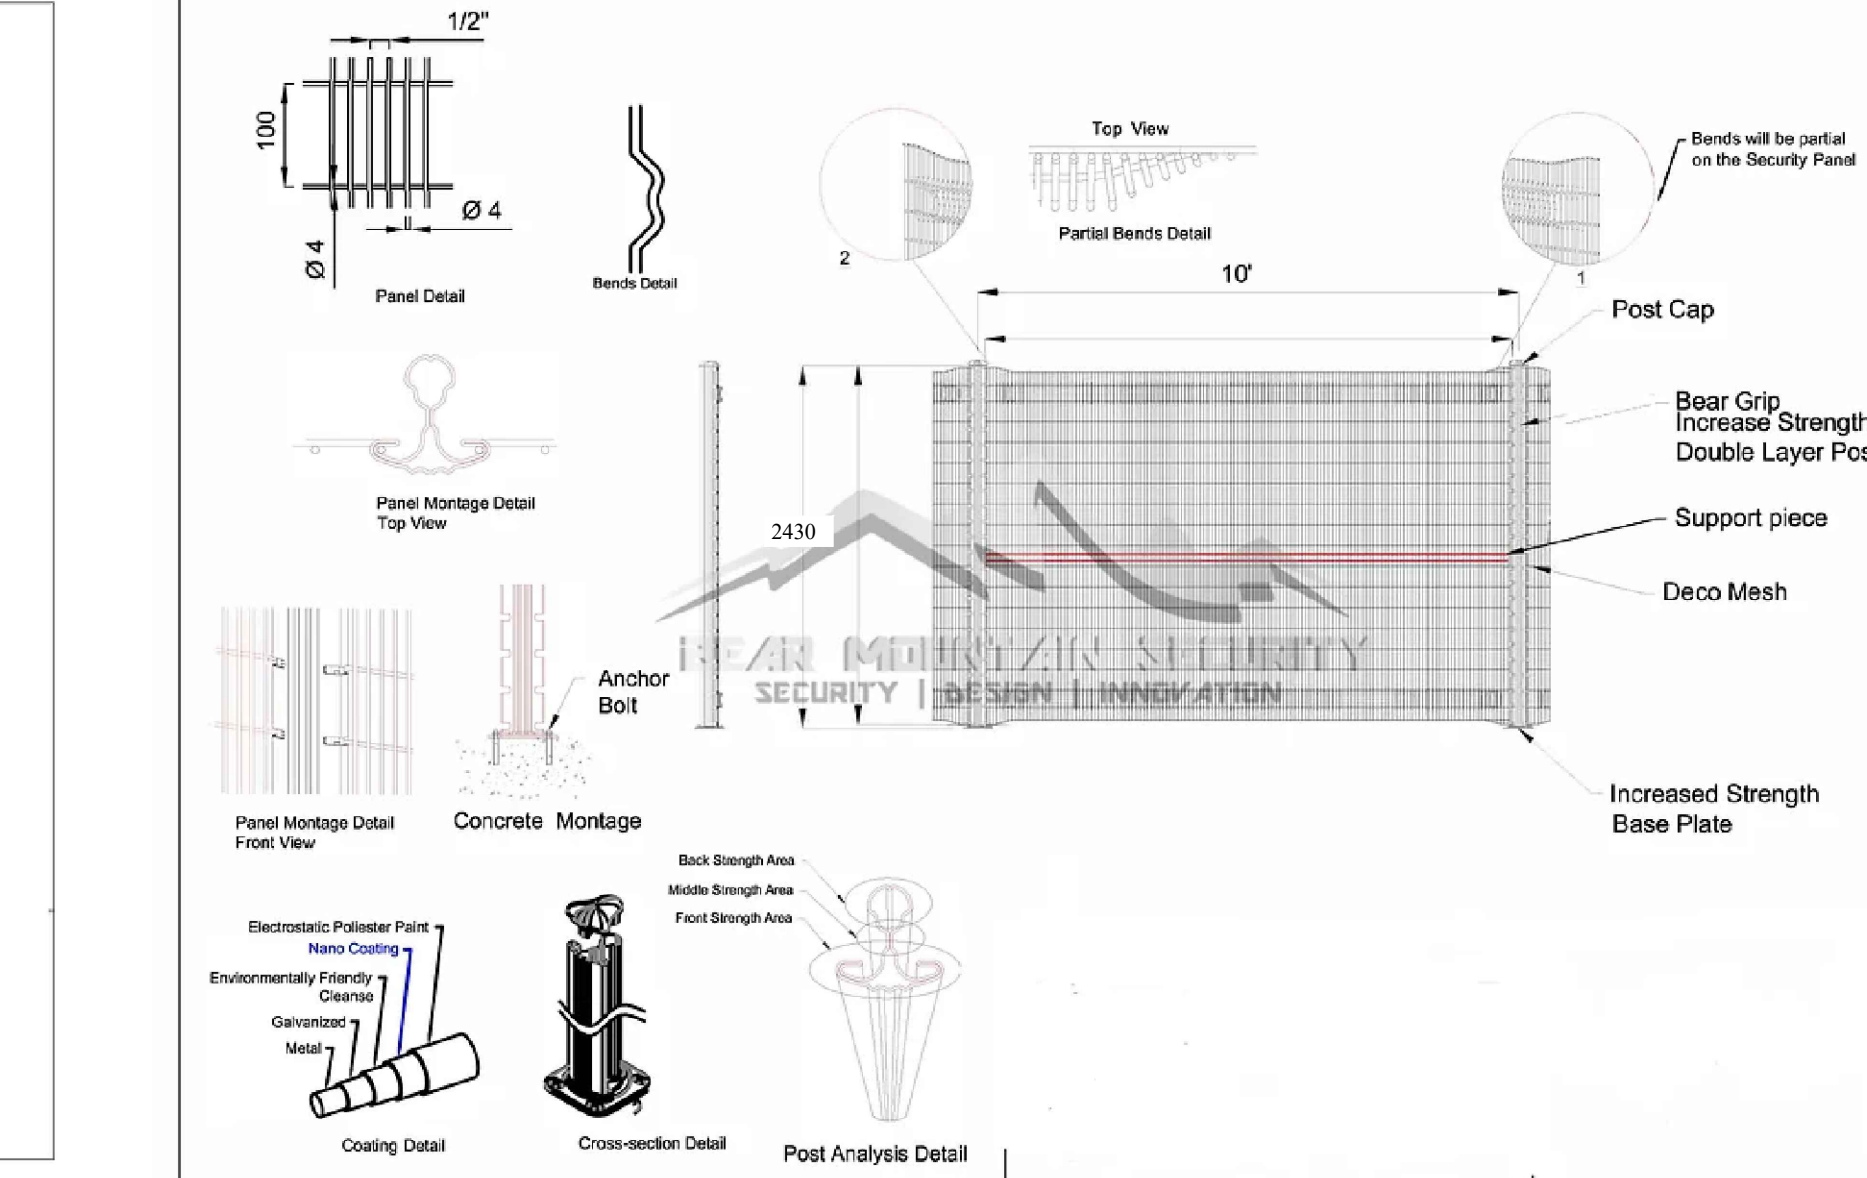 1/2"
100
Ø 4
Ø 4
Panel Detail
Bends Detail
2
Top View
Partial Bends Detail
1
Bends will be partial
on the Security Panel
10'
Post Cap
Bear Grip
Increase Strength
Double Layer Pos
Support piece
Deco Mesh
2430
Panel Montage Detail
Top View
BEAR MOUNTAIN SECURITY
SECURITY | DESIGN | INNOVATION
Anchor
Bolt
Panel Montage Detail
Front View
Concrete Montage
Increased Strength
Base Plate
Back Strength Area
Middle Strength Area
Front Strength Area
Electrostatic Poliester Paint
Nano Coating
Environmentally Friendly
Cleanse
Galvanized
Metal
Coating Detail
Cross-section Detail
Post Analysis Detail